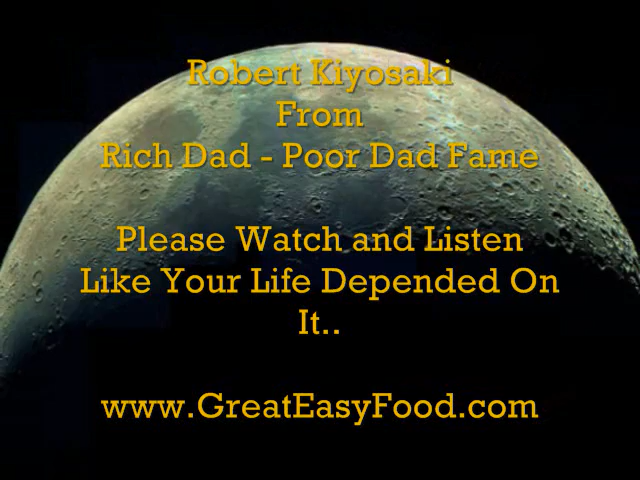 Robert Kiyosaki
From
Rich Dad - Poor Dad Fame
Please Watch and Listen
Like Your Life Depended On
It..
www.GreatEasyFood.com